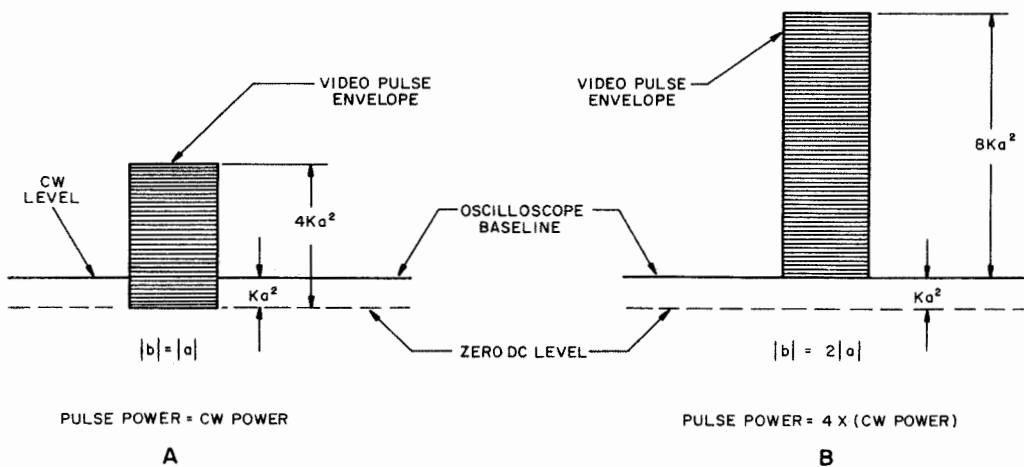 VIDEO PULSE
ENVELOPE
CW
LEVEL
4Ka²
Ka²
OSCILLOSCOPE
BASELINE
ZERO DC LEVEL
|b| = |a|
PULSE POWER = CW POWER
A
VIDEO PULSE
ENVELOPE
8Ka²
Ka²
|b| = 2|a|
PULSE POWER = 4 X (CW POWER)
B